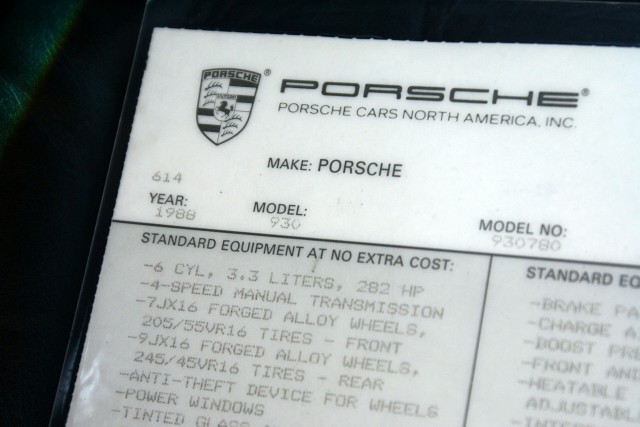 PORSCHE
PORSCHE®
PORSCHE CARS NORTH AMERICA, INC.
MAKE: PORSCHE
614
YEAR: MODEL: MODEL NO:
1988 930 930780
STANDARD EQUIPMENT AT NO EXTRA COST:
-6 CYL, 3.3 LITERS, 282 HP
-4-SPEED MANUAL TRANSMISSION
-7JX16 FORGED ALLOY WHEELS,
205/55VR16 TIRES - FRONT
-9JX16 FORGED ALLOY WHEELS,
245/45VR16 TIRES - REAR
-ANTI-THEFT DEVICE FOR WHEELS
-POWER WINDOWS
-TINTED GLASS
STANDARD EQ
-BRAKE PA
-CHARGE A
-BOOST PR
-FRONT AND
-HEATABLE
ADJUSTABL